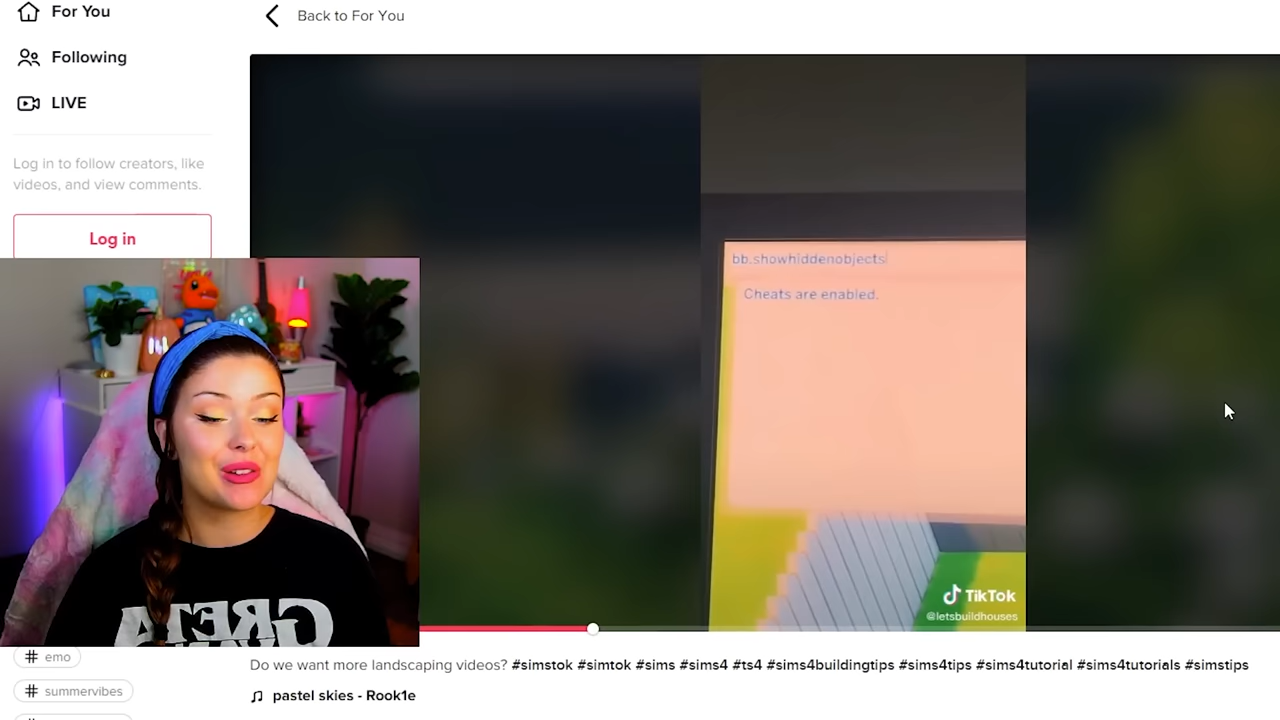 For You
Back to For You
Following
LIVE
Log in to follow creators, like
videos, and view comments.
Log in
bb.showhiddenobjects
Cheats are enabled.
TikTok
@letsbuildhouses
GRETA
# emo
# summervibes
Do we want more landscaping videos? #simstok #simtok #sims #sims4 #ts4 #sims4buildingtips #sims4tips #sims4tutorial #sims4tutorials #simstips
pastel skies - Rook1e